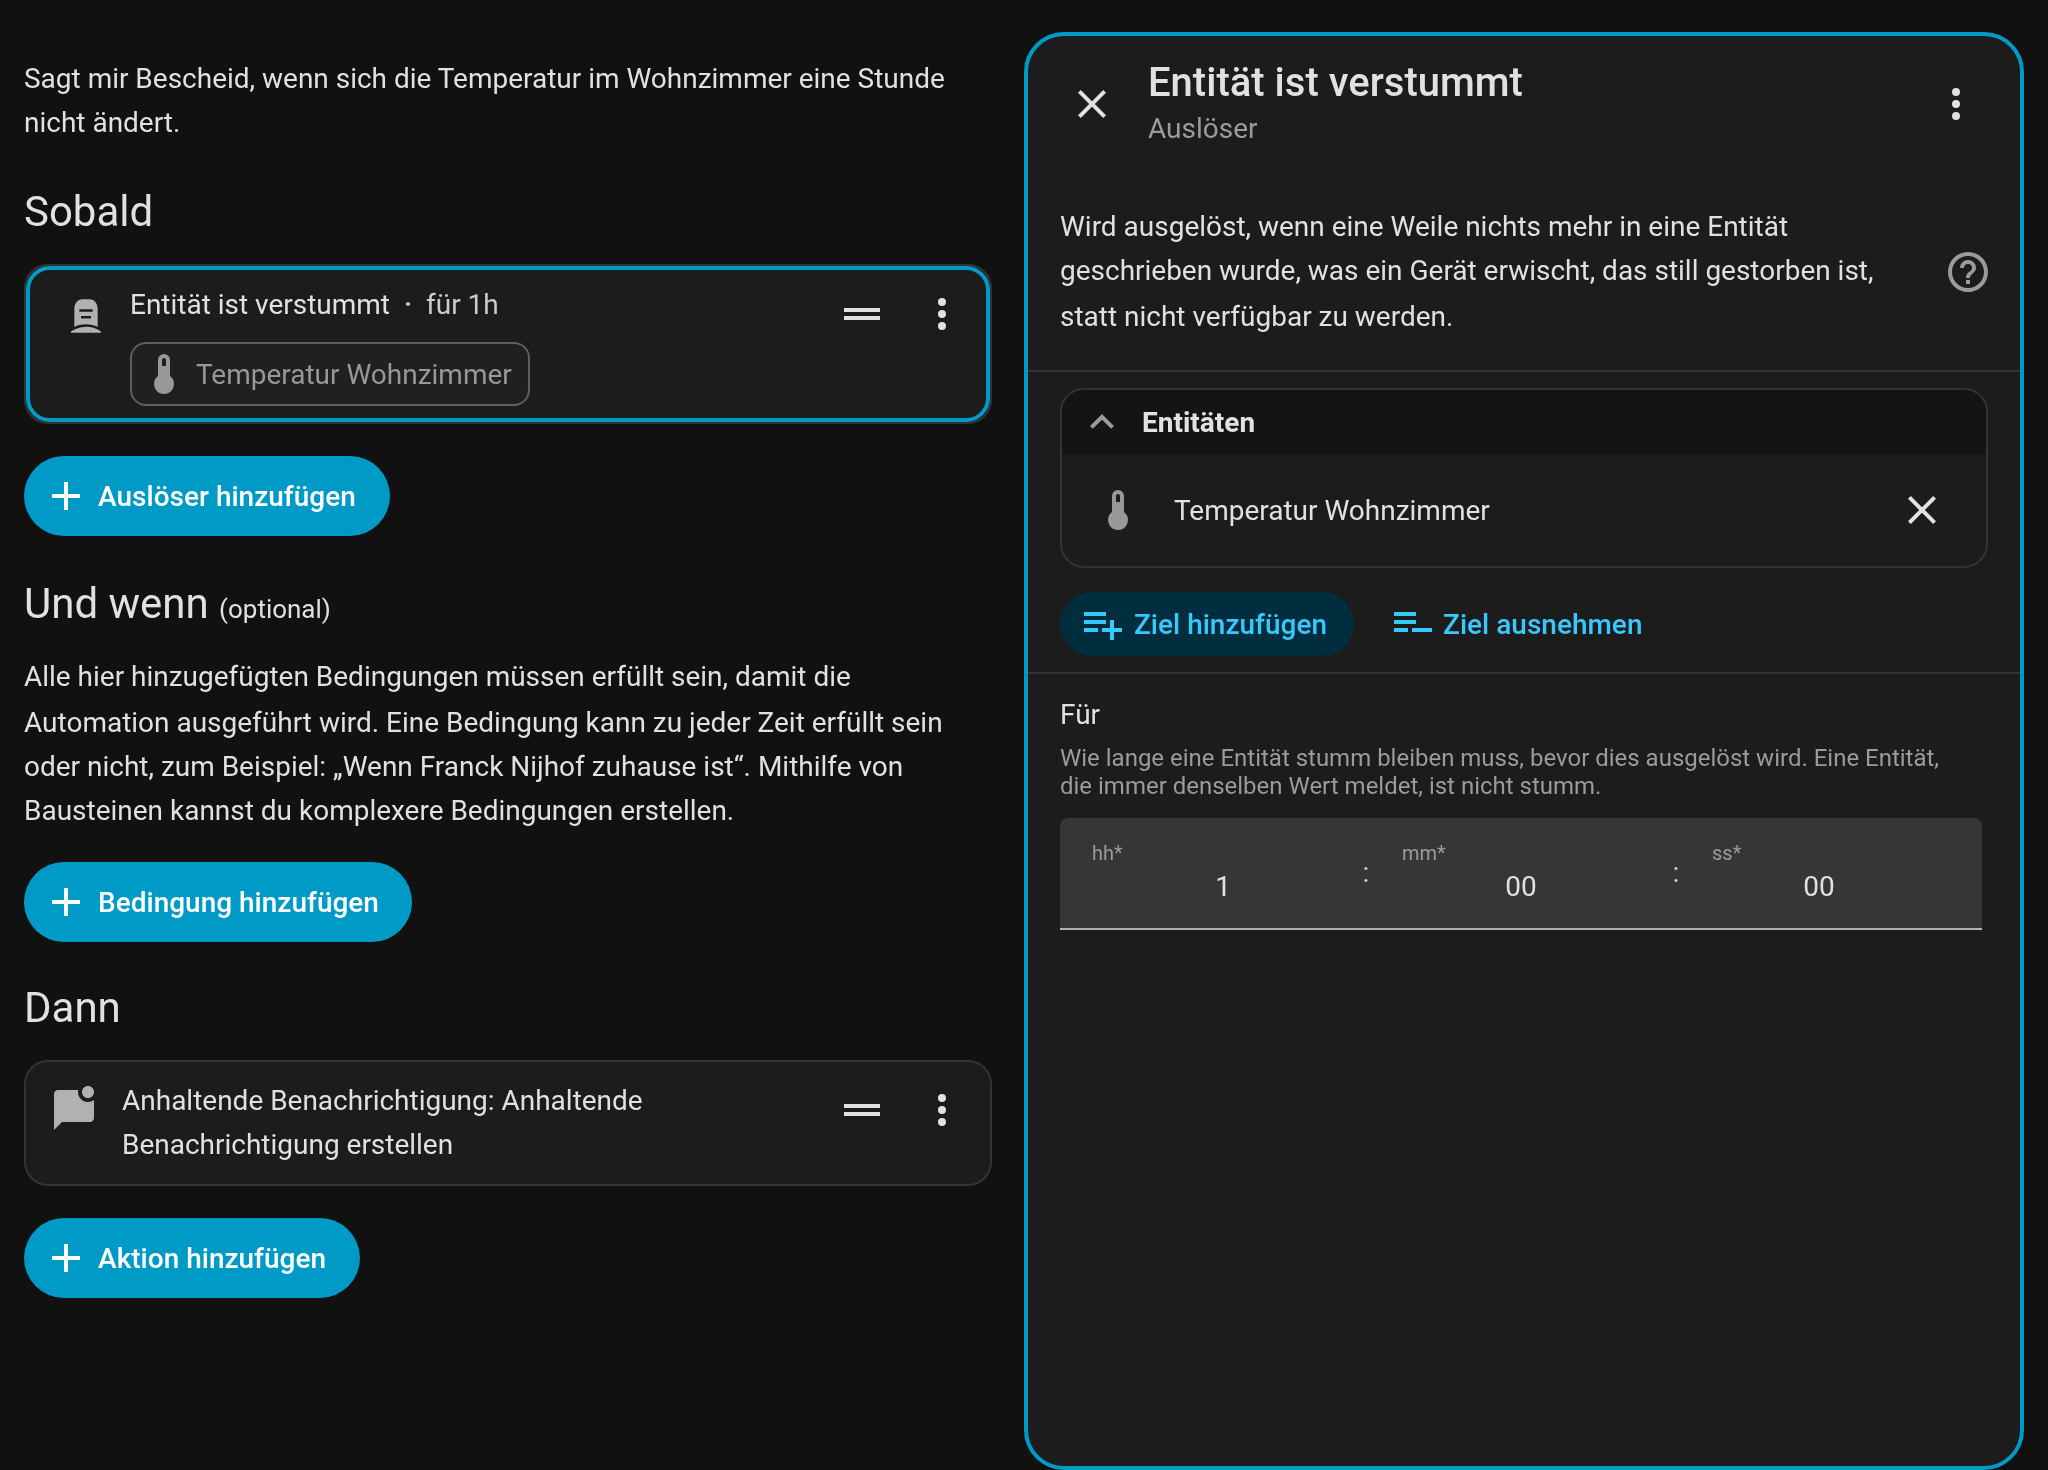 Sagt mir Bescheid, wenn sich die Temperatur im Wohnzimmer eine Stunde
nicht ändert.
Sobald
Entität ist verstummt · für 1h
Temperatur Wohnzimmer
Auslöser hinzufügen
Und wenn (optional)
Alle hier hinzugefügten Bedingungen müssen erfüllt sein, damit die
Automation ausgeführt wird. Eine Bedingung kann zu jeder Zeit erfüllt sein
oder nicht, zum Beispiel: „Wenn Franck Nijhof zuhause ist“. Mithilfe von
Bausteinen kannst du komplexere Bedingungen erstellen.
Bedingung hinzufügen
Dann
Anhaltende Benachrichtigung: Anhaltende
Benachrichtigung erstellen
Aktion hinzufügen
Entität ist verstummt
Auslöser
Wird ausgelöst, wenn eine Weile nichts mehr in eine Entität
geschrieben wurde, was ein Gerät erwischt, das still gestorben ist,
statt nicht verfügbar zu werden.
Entitäten
Temperatur Wohnzimmer
Ziel hinzufügen
Ziel ausnehmen
Für
Wie lange eine Entität stumm bleiben muss, bevor dies ausgelöst wird. Eine Entität,
die immer denselben Wert meldet, ist nicht stumm.
hh* mm* ss*
1 : 00 : 00